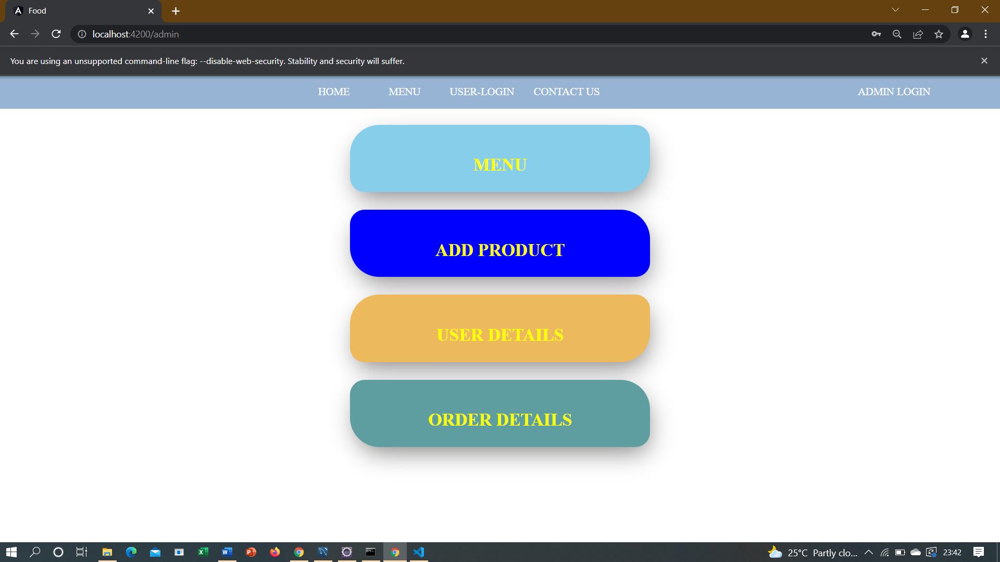 Food
localhost:4200/admin
You are using an unsupported command-line flag: --disable-web-security. Stability and security will suffer.
HOME MENU USER-LOGIN CONTACT US ADMIN LOGIN
MENU
ADD PRODUCT
USER DETAILS
ORDER DETAILS
25°C Partly clo... 23:42